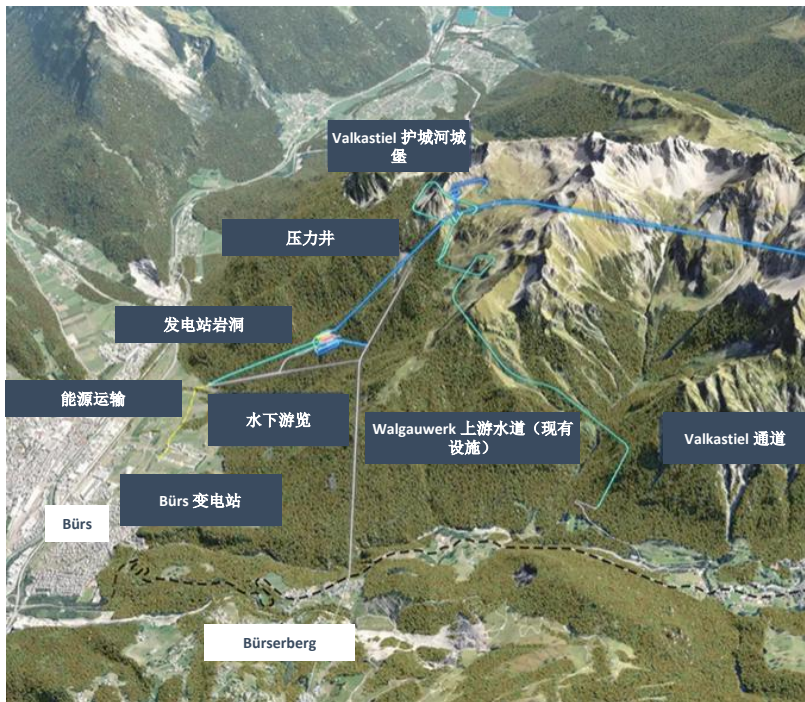 Valkastiel 护城河城
堡
压力井
发电站岩洞
能源运输
水下游览
Walgauwerk 上游水道（现有
设施）
Valkastiel 通道
Bürs 变电站
Bürs
Bürserberg